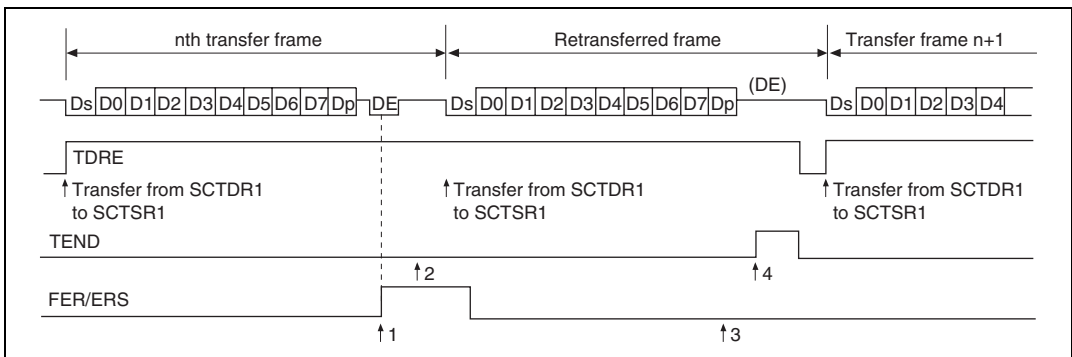 nth transfer frame Retransferred frame Transfer frame n+1
(DE)
Ds D0 D1 D2 D3 D4 D5 D6 D7 Dp DE Ds D0 D1 D2 D3 D4 D5 D6 D7 Dp Ds D0 D1 D2 D3 D4
TDRE
Transfer from SCTDR1 Transfer from SCTDR1 Transfer from SCTDR1
to SCTSR1 to SCTSR1 to SCTSR1
TEND
2 4
FER/ERS
1 3